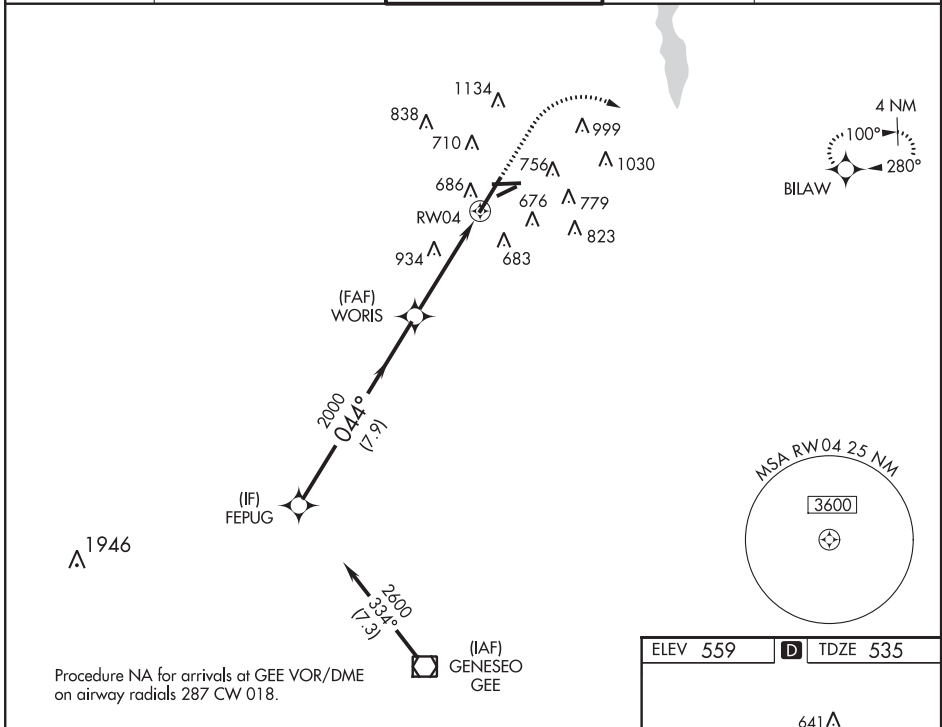 1134
838
710
999
756
1030
686
RW04
676
779
823
683
934
4 NM
100°
280°
BILAW
(FAF)
WORIS
2000
044°
(7.9)
(IF)
FEPUG
MSA RW04 25 NM
3600
1946
2600
334°
(7.3)
(IAF)
GENESEO
GEE
Procedure NA for arrivals at GEE VOR/DME
on airway radials 287 CW 018.
ELEV 559 D TDZE 535
641